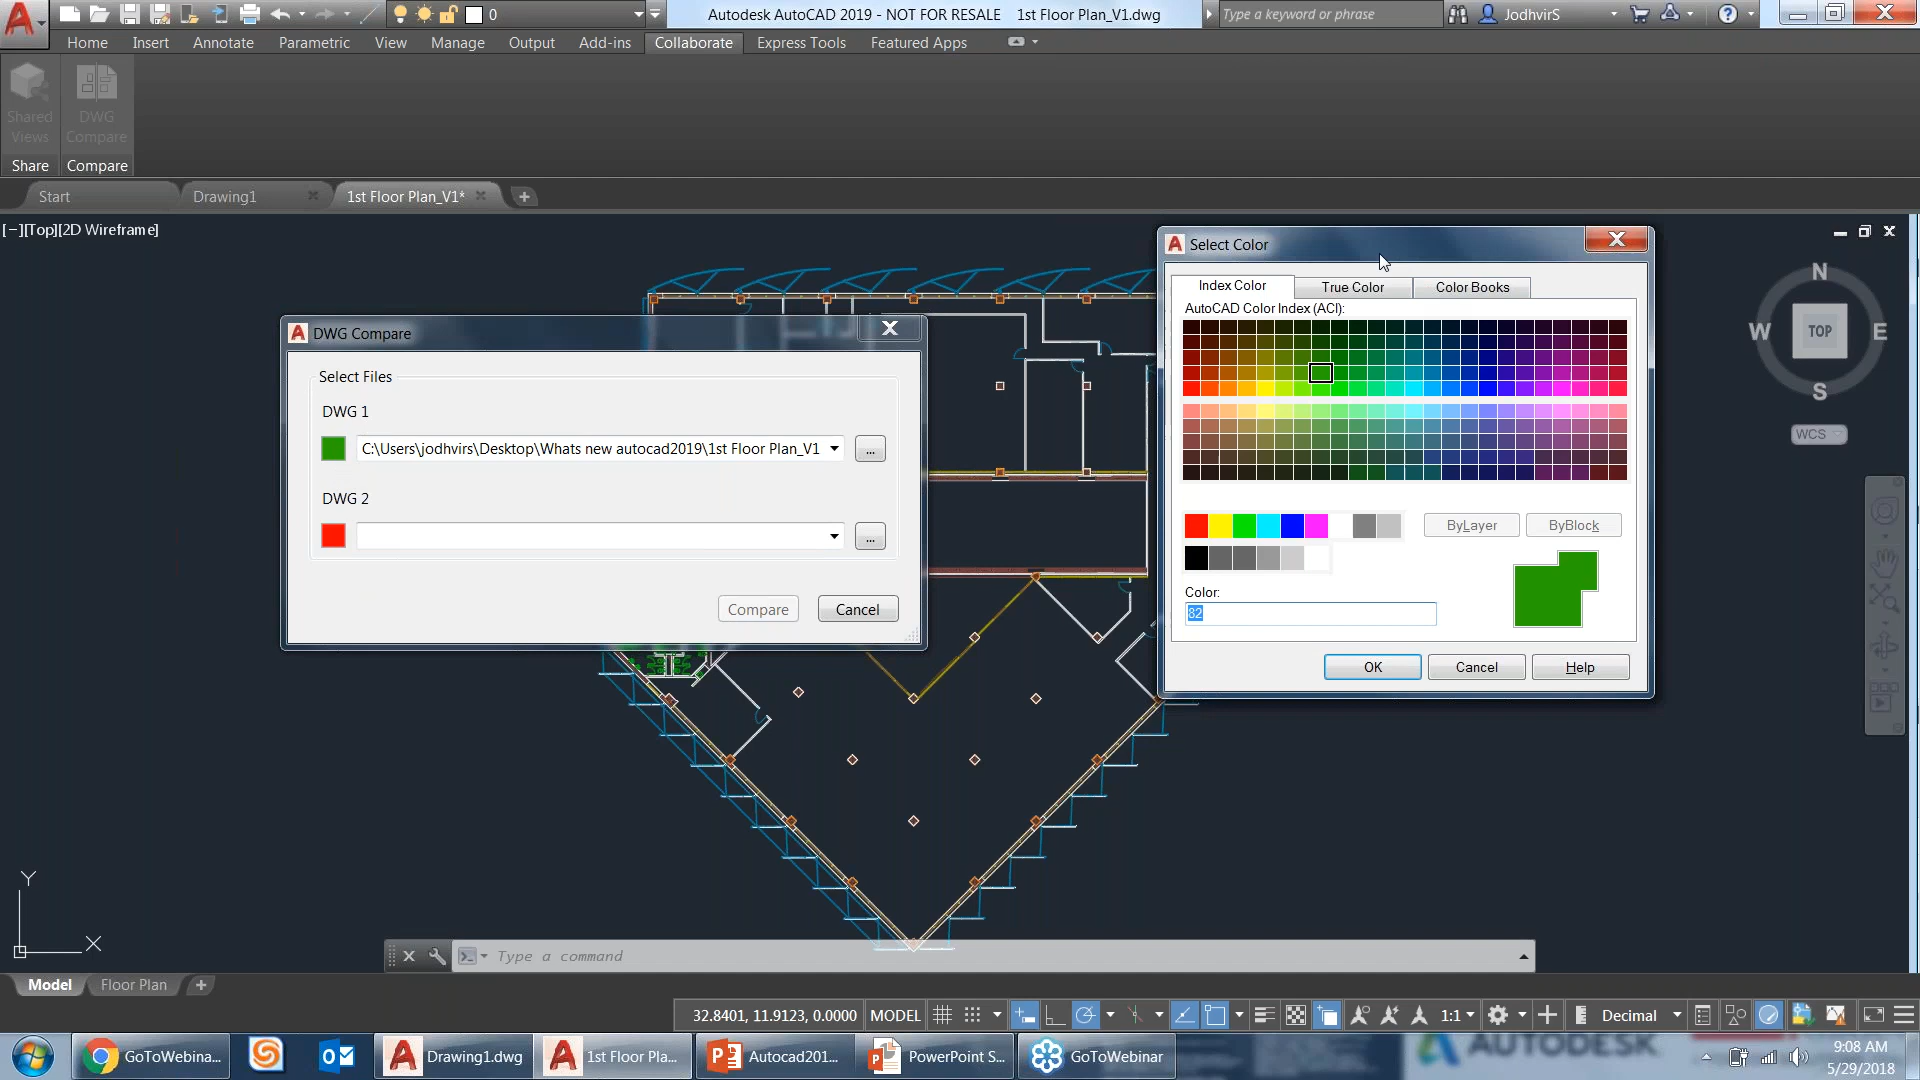 0
Autodesk AutoCAD 2019 - NOT FOR RESALE 1st Floor Plan_V1.dwg
Type a keyword or phrase
JodhvirS
Home Insert Annotate Parametric View Manage Output Add-ins Collaborate Express Tools Featured Apps
Shared Views
DWG Compare
Share Compare
Start Drawing1 1st Floor Plan_V1*
[−][Top][2D Wireframe]
N
W TOP E
S
WCS
DWG Compare
Select Files
DWG 1
C:\Users\jodhvirs\Desktop\Whats new autocad2019\1st Floor Plan_V1
...
DWG 2
...
Compare Cancel
Select Color
Index Color True Color Color Books
AutoCAD Color Index (ACI):
ByLayer ByBlock
Color:
82
OK Cancel Help
Y
X
Type a command
Model Floor Plan
32.8401, 11.9123, 0.0000 MODEL 1:1 Decimal
GoToWebina... Drawing1.dwg 1st Floor Pla... Autocad201... PowerPoint S... GoToWebinar
AUTODESK
9:08 AM
5/29/2018